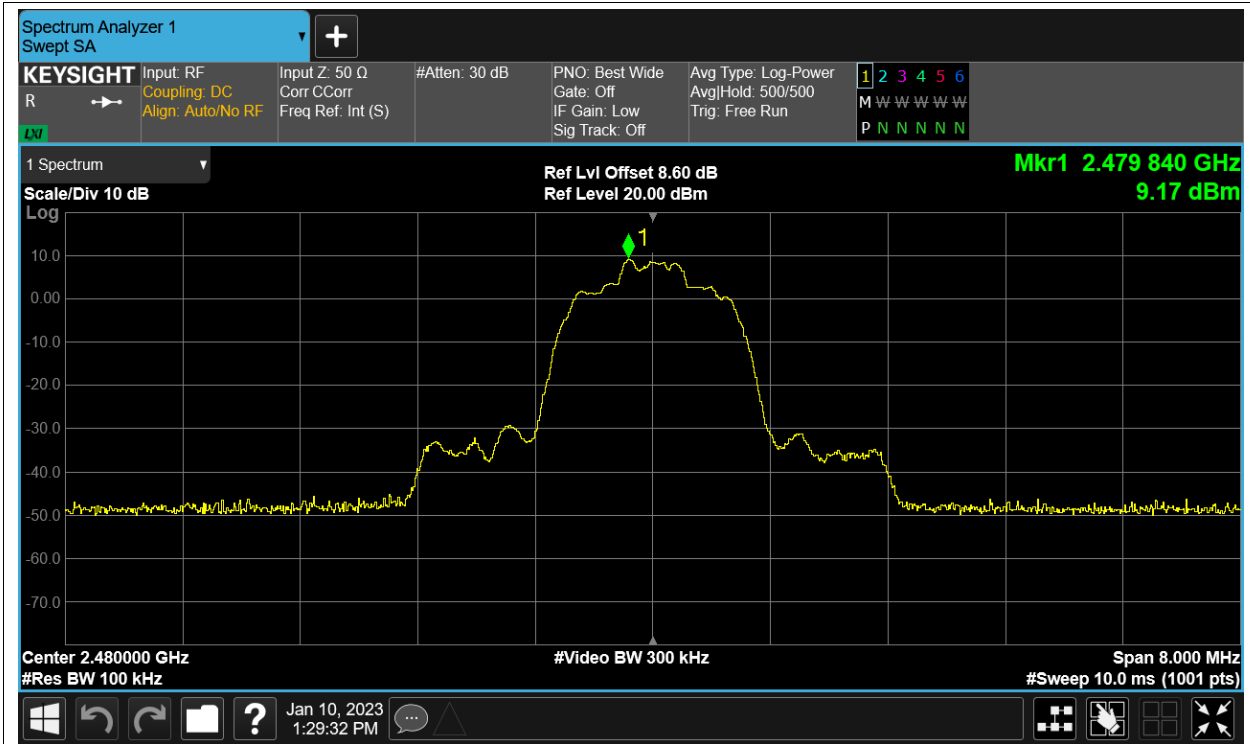 Spectrum Analyzer 1
Swept SA
KEYSIGHT
R
LXI
Input: RF
Coupling: DC
Align: Auto/No RF
Input Z: 50 Ω
Corr CCorr
Freq Ref: Int (S)
#Atten: 30 dB
PNO: Best Wide
Gate: Off
IF Gain: Low
Sig Track: Off
Avg Type: Log-Power
Avg|Hold: 500/500
Trig: Free Run
1 2 3 4 5 6
M W W W W W W
P N N N N N
1 Spectrum
Scale/Div 10 dB
Log
Ref Lvl Offset 8.60 dB
Ref Level 20.00 dBm
Mkr1 2.479 840 GHz
9.17 dBm
1
10.0
0.00
-10.0
-20.0
-30.0
-40.0
-50.0
-60.0
-70.0
Center 2.480000 GHz
#Res BW 100 kHz
#Video BW 300 kHz
Span 8.000 MHz
#Sweep 10.0 ms (1001 pts)
?
Jan 10, 2023
1:29:32 PM